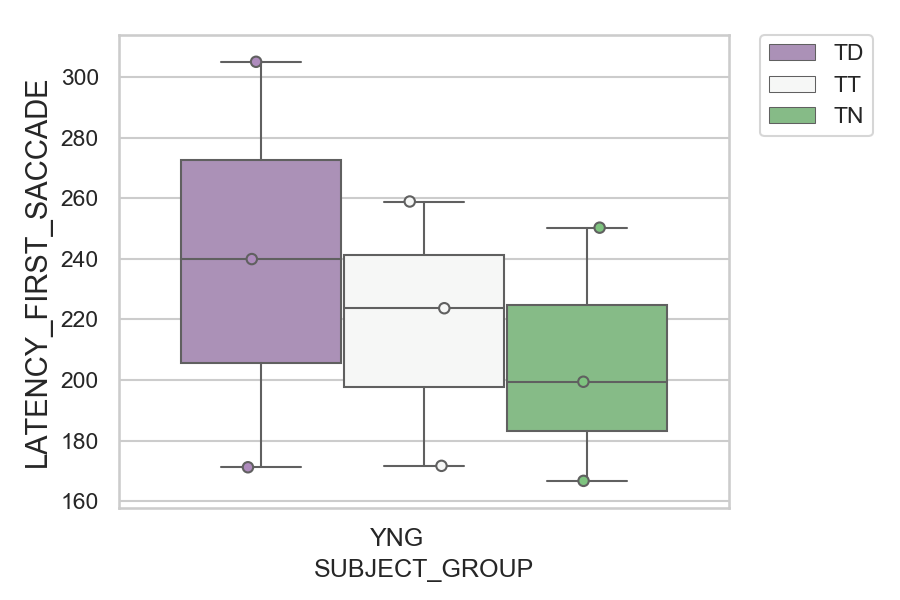 LATENCY_FIRST_SACCADE
300
280
260
240
220
200
180
160
YNG
SUBJECT_GROUP
TD
TT
TN